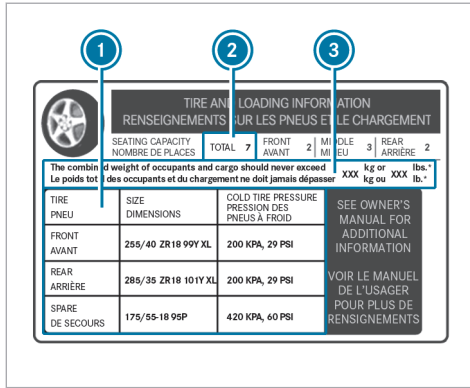 1 2 3
TIRE AND LOADING INFORMATION
RENSEIGNEMENTS SUR LES PNEUS ET LE CHARGEMENT
SEATING CAPACITY
NOMBRE DE PLACES
TOTAL 7
FRONT
AVANT 2
MIDDLE
MILIEU 3
REAR
ARRIÈRE 2
The combined weight of occupants and cargo should never exceed XXX kg or XXX lbs.*
Le poids total des occupants et du chargement ne doit jamais dépasser kg ou lb.*
TIRE
PNEU
SIZE
DIMENSIONS
COLD TIRE PRESSURE
PRESSION DES
PNEUS À FROID
FRONT
AVANT
255/40 ZR18 99Y XL
200 KPA, 29 PSI
REAR
ARRIÈRE
285/35 ZR18 101Y XL
200 KPA, 29 PSI
SPARE
DE SECOURS
175/55-18 95P
420 KPA, 60 PSI
SEE OWNER'S
MANUAL FOR
ADDITIONAL
INFORMATION
VOIR LE MANUEL
DE L'USAGER
POUR PLUS DE
RENSIGNEMENTS